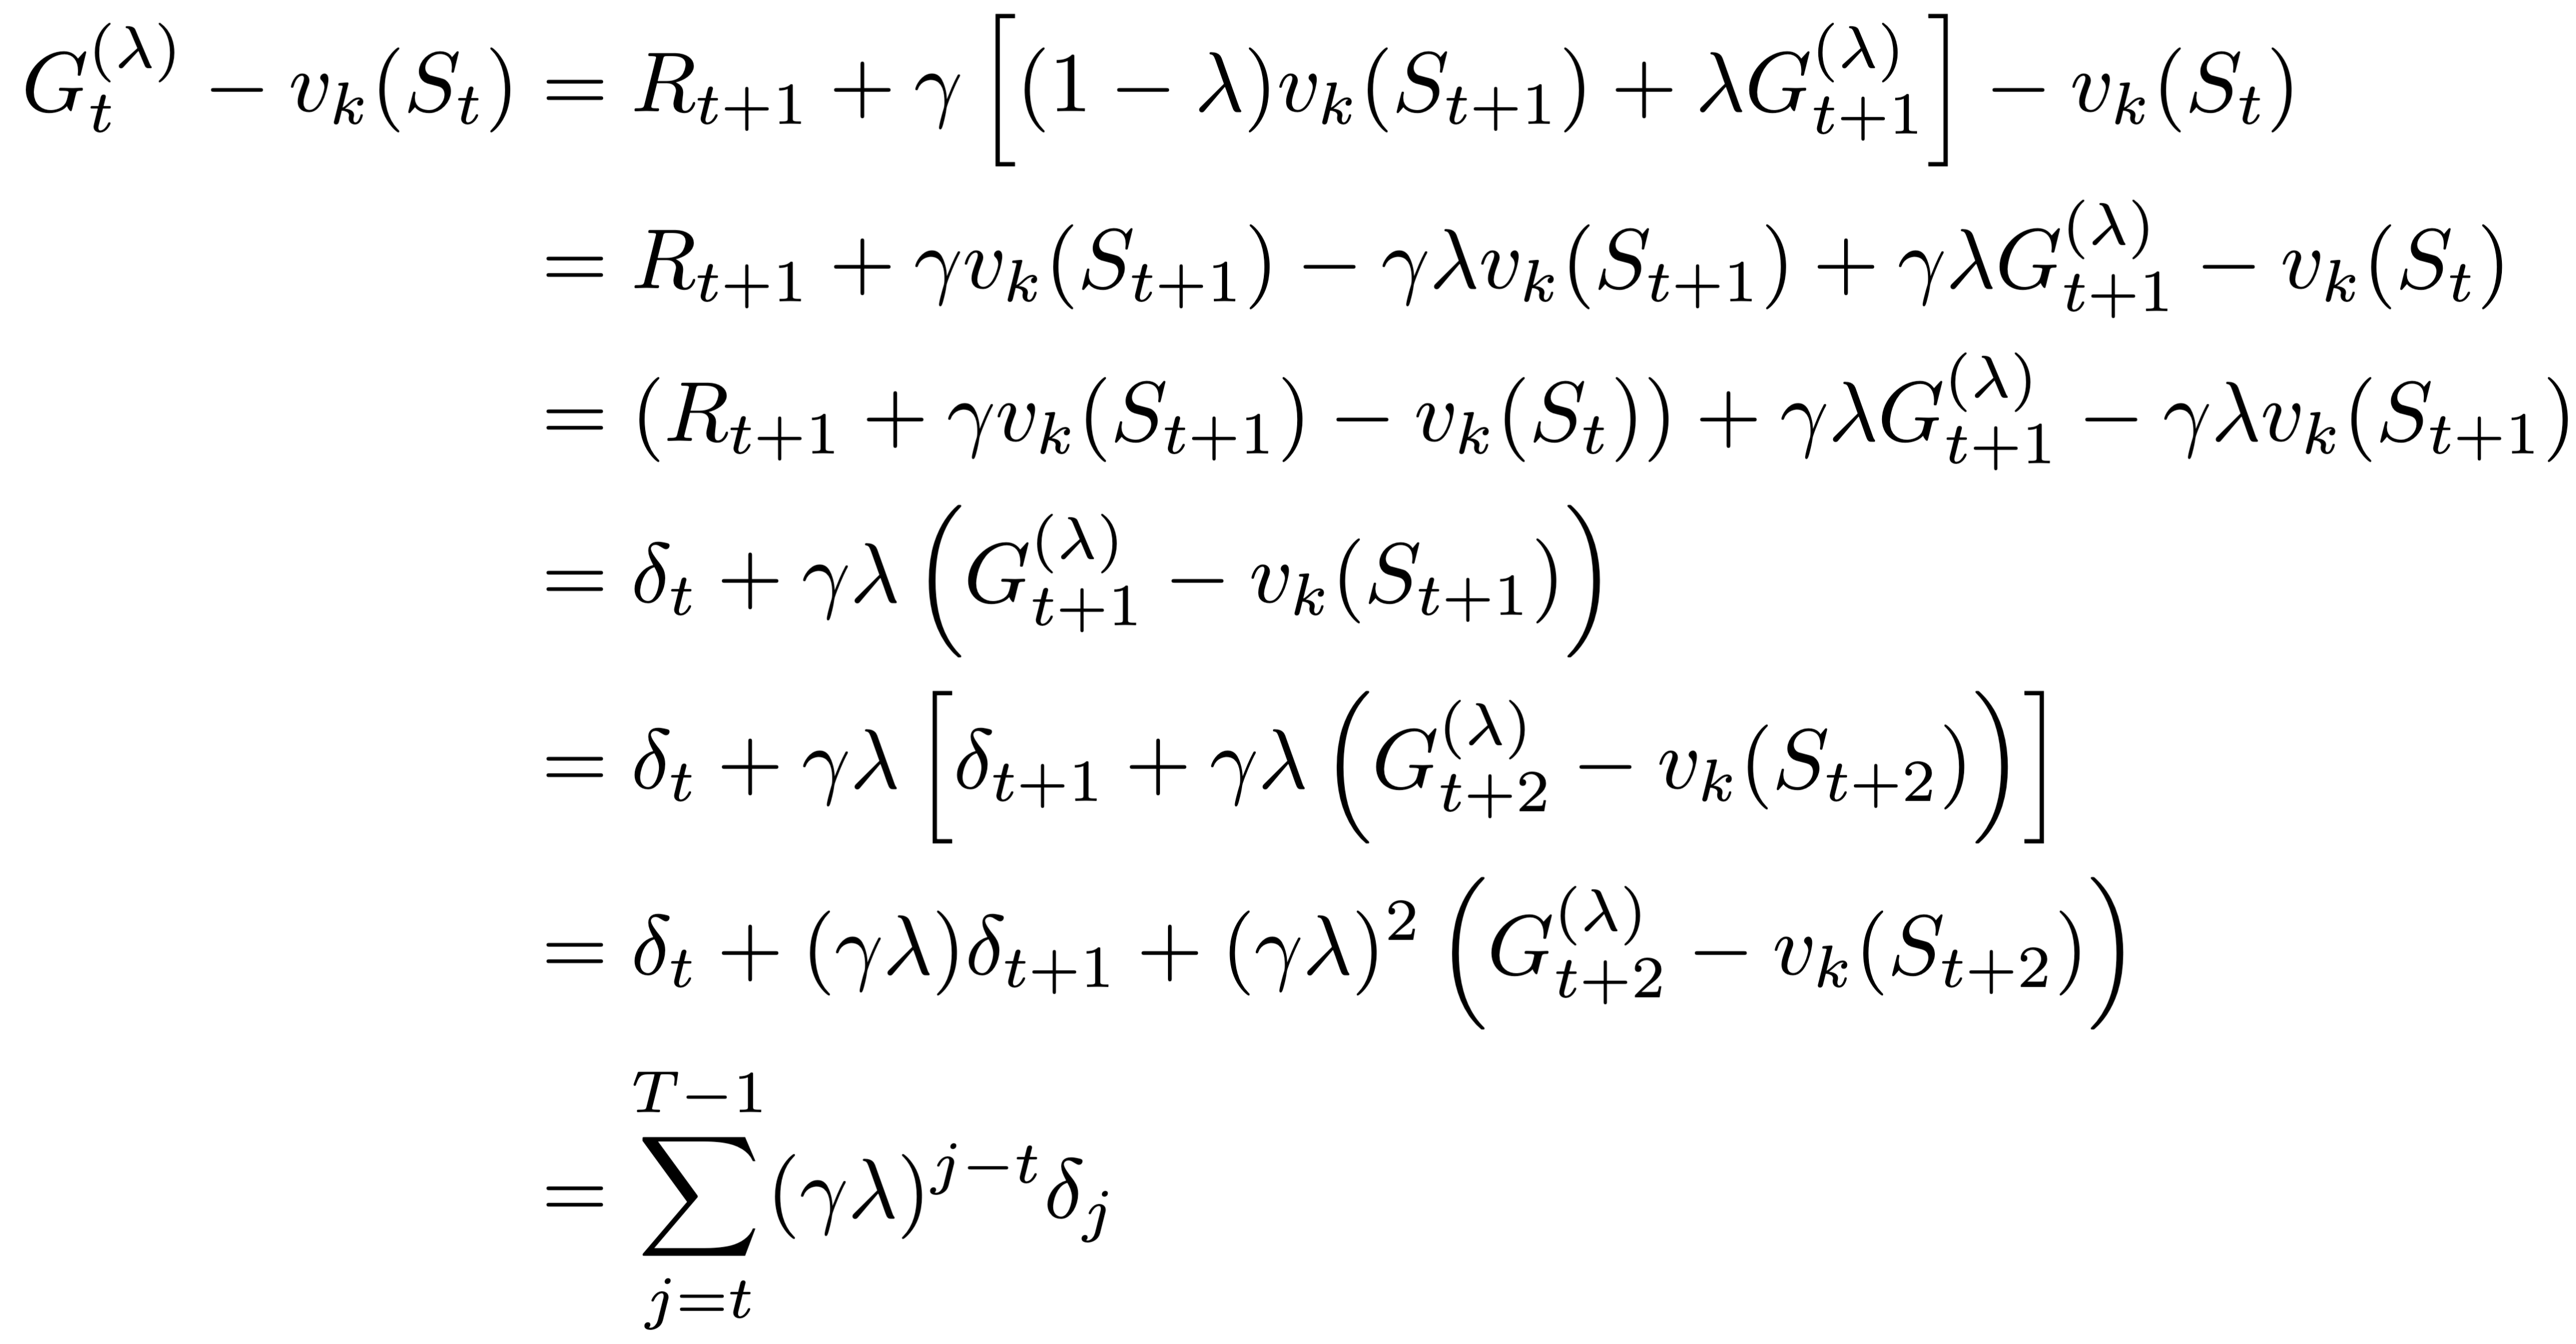 G_t^{(λ)} − v_k(S_t) = R_{t+1} + γ [(1 − λ)v_k(S_{t+1}) + λG_{t+1}^{(λ)}] − v_k(S_t)
= R_{t+1} + γv_k(S_{t+1}) − γλv_k(S_{t+1}) + γλG_{t+1}^{(λ)} − v_k(S_t)
= (R_{t+1} + γv_k(S_{t+1}) − v_k(S_t)) + γλG_{t+1}^{(λ)} − γλv_k(S_{t+1})
= δ_t + γλ (G_{t+1}^{(λ)} − v_k(S_{t+1}))
= δ_t + γλ [δ_{t+1} + γλ (G_{t+2}^{(λ)} − v_k(S_{t+2}))]
= δ_t + (γλ)δ_{t+1} + (γλ)^2 (G_{t+2}^{(λ)} − v_k(S_{t+2}))
= ∑_{j=t}^{T−1} (γλ)^{j−t} δ_j